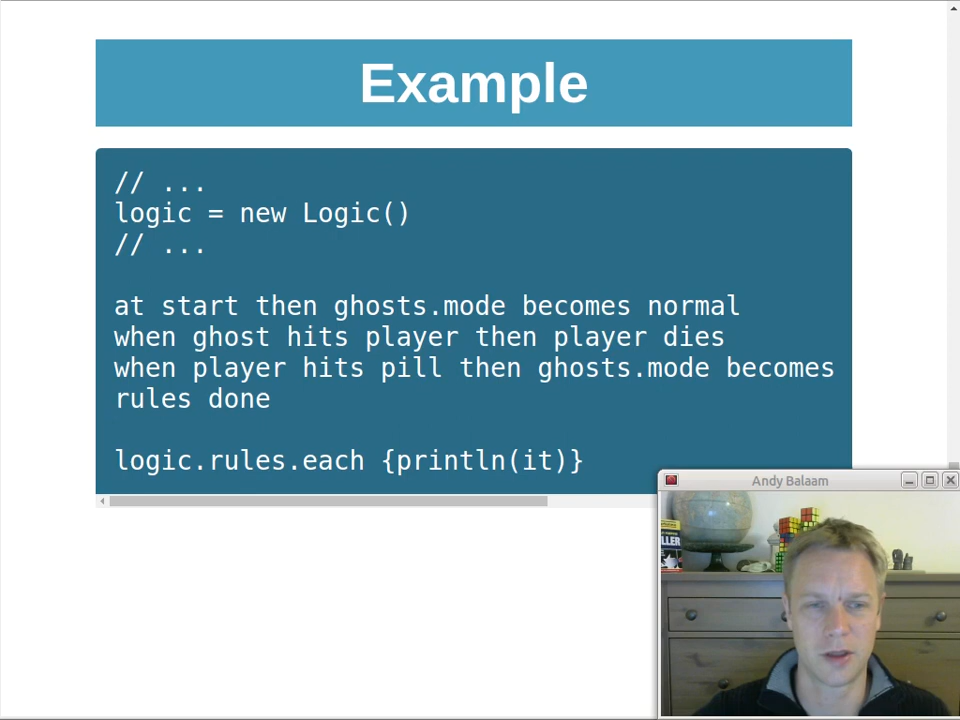 Example
// ...
logic = new Logic()
// ...
at start then ghosts.mode becomes normal
when ghost hits player then player dies
when player hits pill then ghosts.mode becomes
rules done
logic.rules.each {println(it)}
Andy Balaam
LLER